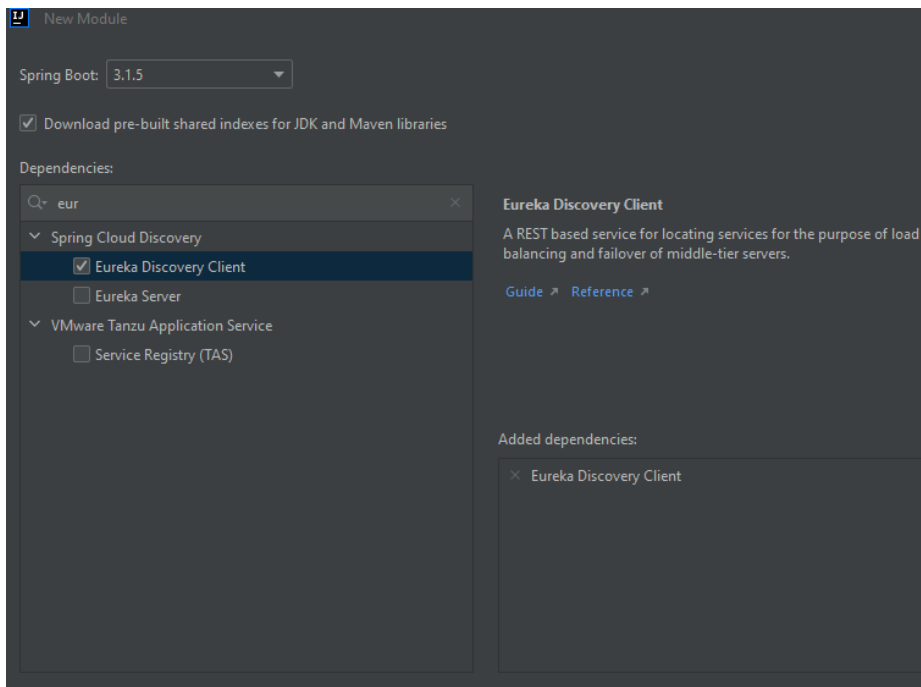 IJ
New Module
Spring Boot: 3.1.5
Download pre-built shared indexes for JDK and Maven libraries
Dependencies:
eur
Spring Cloud Discovery
Eureka Discovery Client
Eureka Server
VMware Tanzu Application Service
Service Registry (TAS)
Eureka Discovery Client
A REST based service for locating services for the purpose of load
balancing and failover of middle-tier servers.
Guide Reference
Added dependencies:
Eureka Discovery Client